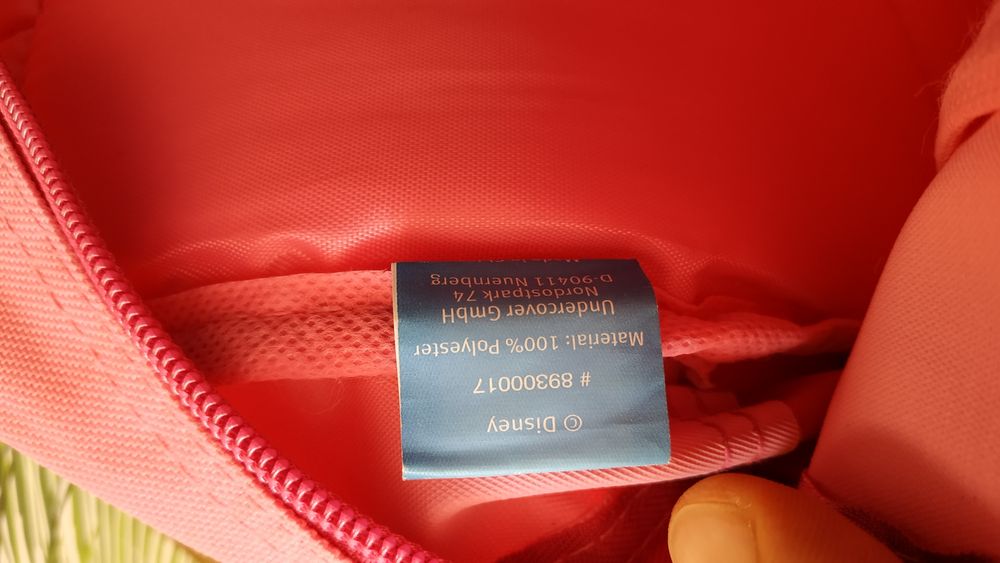 © Disney
# 89300017
Material: 100% Polyester
Undercover GmbH
Nordostpark 74
D-90411 Nuernberg